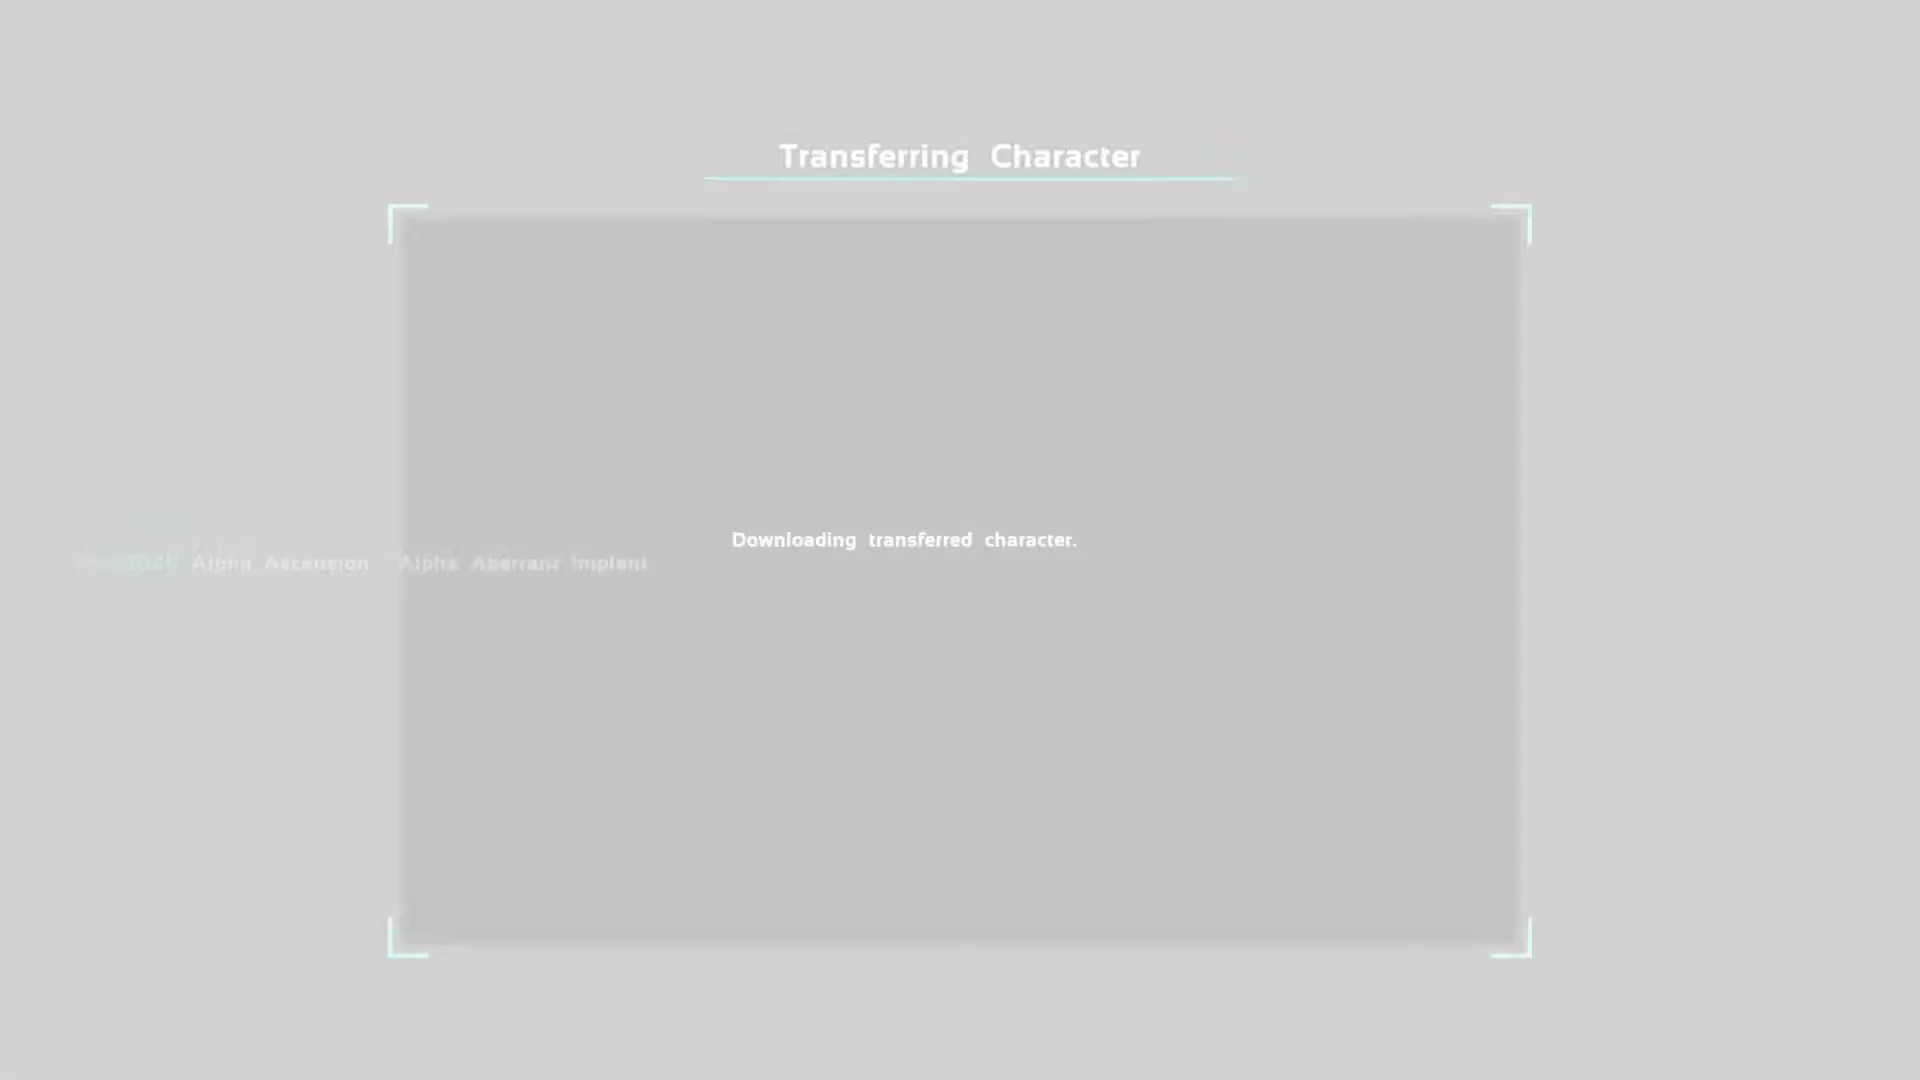 Transferring Character
Downloading transferred character.
Alpha Ascension Alpha Aberrant Implant